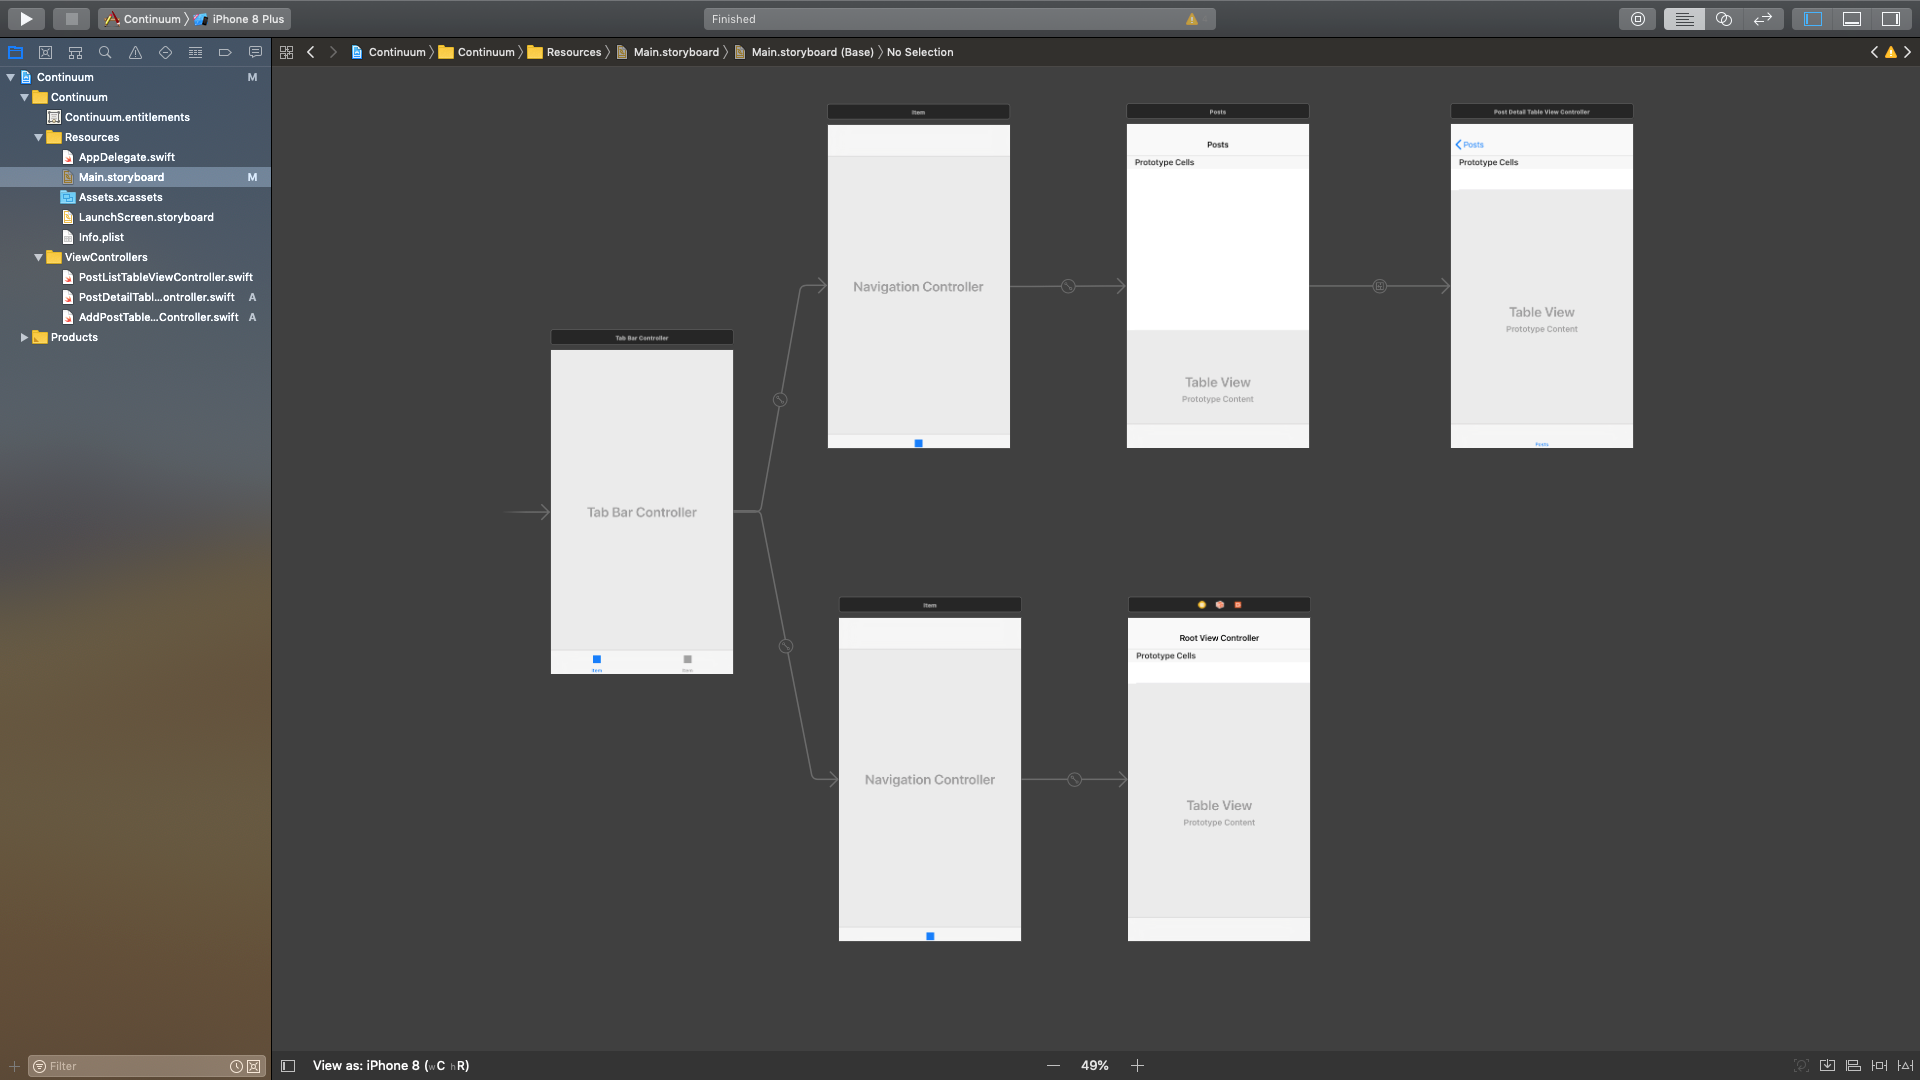 Continuum
iPhone 8 Plus
Finished
Continuum
Continuum
Resources
Main.storyboard
Main.storyboard (Base)
No Selection
Continuum
M
Continuum
Continuum.entitlements
Resources
AppDelegate.swift
Main.storyboard
M
Assets.xcassets
LaunchScreen.storyboard
Info.plist
ViewControllers
PostListTableViewController.swift
PostDetailTabl...ontroller.swift
A
AddPostTable...Controller.swift
A
Products
Item
Navigation Controller
Posts
Posts
Prototype Cells
Table View
Prototype Content
Post Detail Table View Controller
Posts
Prototype Cells
Table View
Prototype Content
Posts
Tab Bar Controller
Tab Bar Controller
Item
Item
Item
Navigation Controller
Root View Controller
Prototype Cells
Table View
Prototype Content
Filter
View as: iPhone 8 (wC hR)
49%